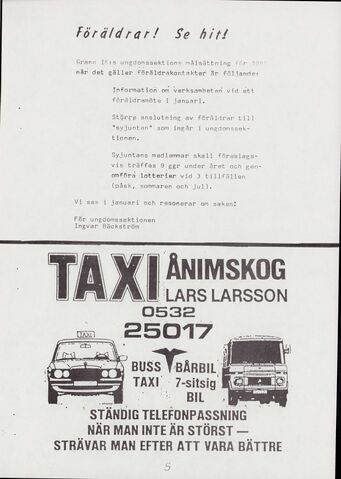 Föräldrar! Se hit!
Grane IK:s ungdomssektions målsättning för
när det gäller föräldrakontakter är följande:
Information om verksamheten vid ett
föräldramöte i januari.
Större anslutning av föräldrar till
"syjunten" som ingår i ungdomssek-
tionen.
Syjuntans medlemmar skall föreslags-
vis träffas 8 ggr under året och gen-
omföra lotterier vid 3 tillfällen
(påsk, sommaren och jul).
Vi ses i januari och resonerar om saken!
För ungdomssektionen
Ingvar Bäckström
TAXI ÅNIMSKOG
LARS LARSSON
0532
25017
TAXI
BUSS BÅRBIL
TAXI 7-sitsig
BIL
STÄNDIG TELEFONPASSNING
NÄR MAN INTE ÄR STÖRST —
STRÄVAR MAN EFTER ATT VARA BÄTTRE
5